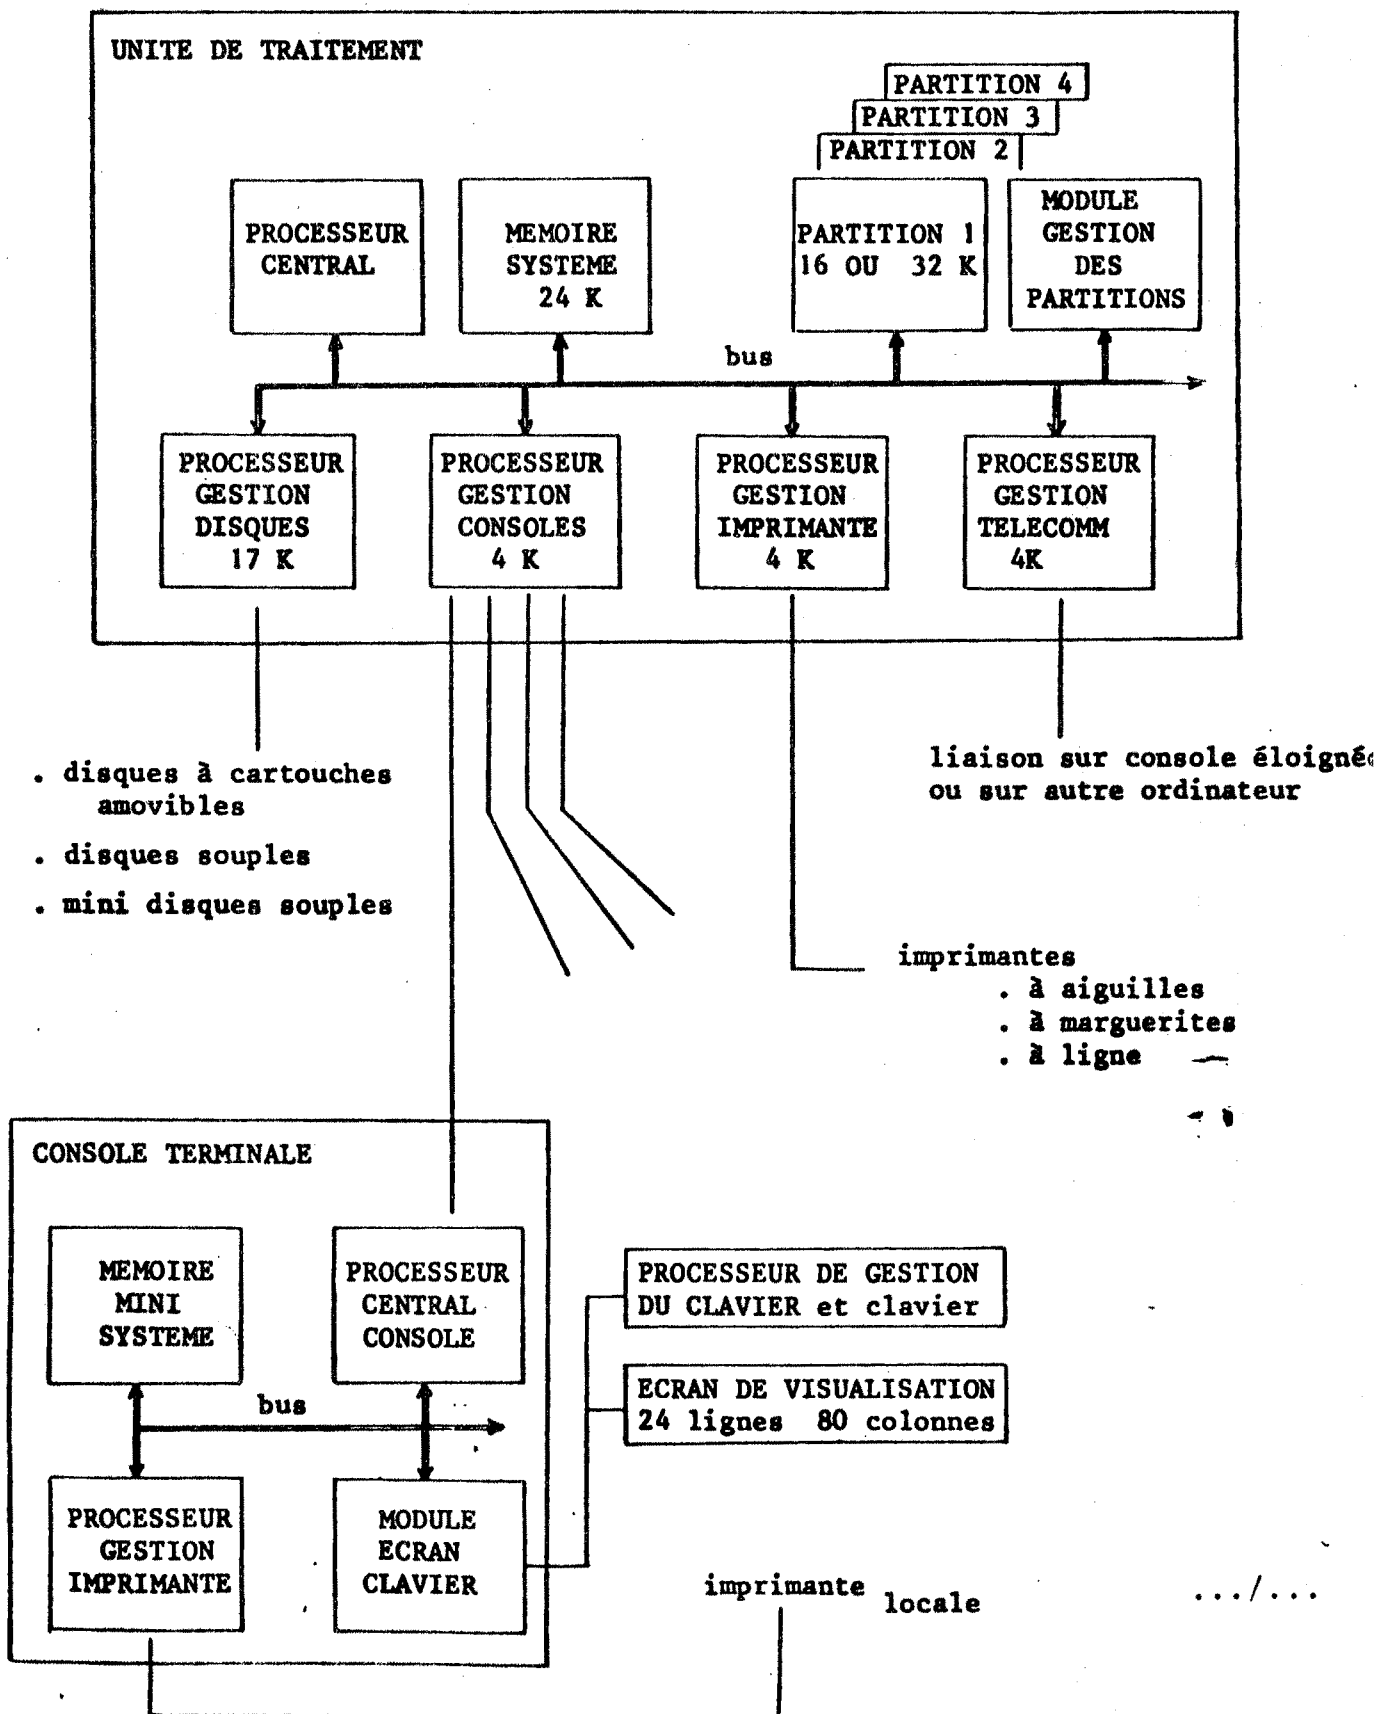 UNITE DE TRAITEMENT
PARTITION 4
PARTITION 3
PARTITION 2
PROCESSEUR
CENTRAL
MEMOIRE
SYSTEME
24 K
PARTITION 1
16 OU 32 K
MODULE
GESTION
DES
PARTITIONS
bus
PROCESSEUR
GESTION
DISQUES
17 K
PROCESSEUR
GESTION
CONSOLES
4 K
PROCESSEUR
GESTION
IMPRIMANTE
4 K
PROCESSEUR
GESTION
TELECOMM
4K
. disques à cartouches
amovibles
. disques souples
. mini disques souples
liaison sur console éloigné
ou sur autre ordinateur
imprimantes
. à aiguilles
. à marguerites
. à ligne
CONSOLE TERMINALE
MEMOIRE
MINI
SYSTEME
PROCESSEUR
CENTRAL
CONSOLE
bus
PROCESSEUR
GESTION
IMPRIMANTE
MODULE
ECRAN
CLAVIER
PROCESSEUR DE GESTION
DU CLAVIER et clavier
ECRAN DE VISUALISATION
24 lignes 80 colonnes
imprimante
locale
.../...